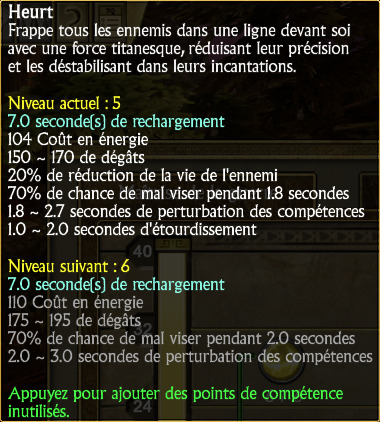 Heurt
Frappe tous les ennemis dans une ligne devant soi
avec une force titanesque, réduisant leur précision
et les déstabilisant dans leurs incantations.
Niveau actuel : 5
7.0 seconde(s) de rechargement
104 Coût en énergie
150 ~ 170 de dégâts
20% de réduction de la vie de l'ennemi
70% de chance de mal viser pendant 1.8 secondes
1.8 ~ 2.7 secondes de perturbation des compétences
1.0 ~ 2.0 secondes d'étourdissement
40
Niveau suivant : 6
7.0 seconde(s) de rechargement
110 Coût en énergie
175 ~ 195 de dégâts
32
70% de chance de mal viser pendant 2.0 secondes
2.0 ~ 3.0 secondes de perturbation des compétences
Appuyez pour ajouter des points de compétence
inutilisés.
24